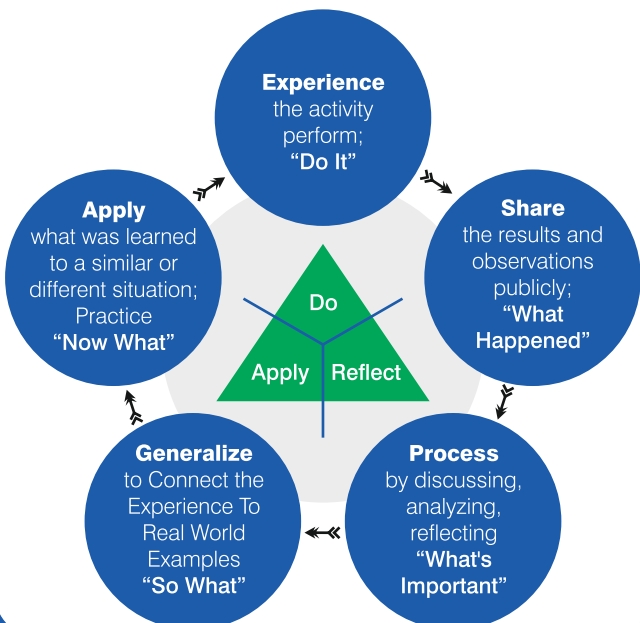 Experience
the activity
perform;
“Do It”
Share
the results and
observations
publicly;
“What
Happened”
Process
by discussing,
analyzing,
reflecting
“What's
Important”
Generalize
to Connect the
Experience To
Real World
Examples
“So What”
Apply
what was learned
to a similar or
different situation;
Practice
“Now What”
Do
Apply
Reflect